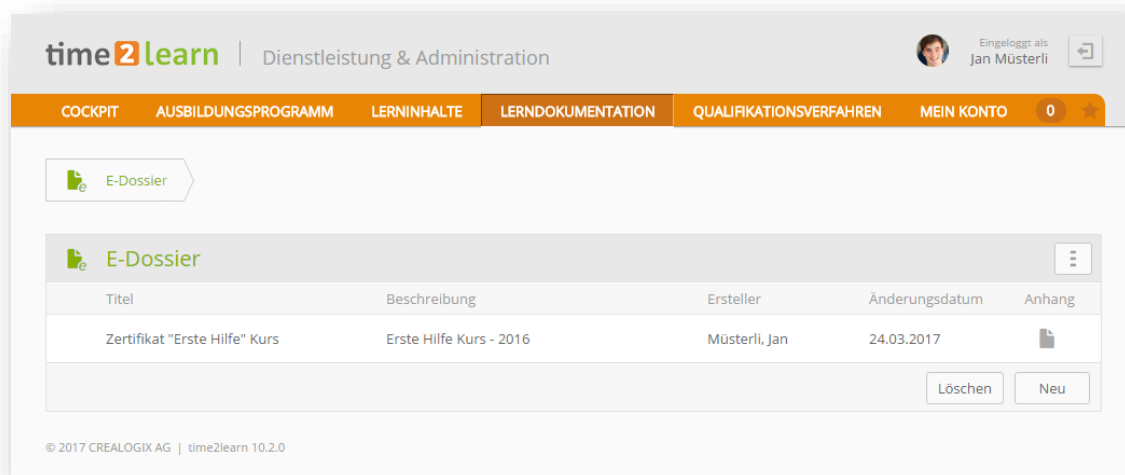 time2learn | Dienstleistung & Administration
Eingeloggt als
Jan Müsterli
COCKPIT AUSBILDUNGSPROGRAMM LERNINHALTE LERNDOKUMENTATION QUALIFIKATIONSVERFAHREN MEIN KONTO 0
E-Dossier
E-Dossier
Titel Beschreibung Ersteller Änderungsdatum Anhang
Zertifikat "Erste Hilfe" Kurs Erste Hilfe Kurs - 2016 Müsterli, Jan 24.03.2017
Löschen Neu
© 2017 CREALOGIX AG | time2learn 10.2.0